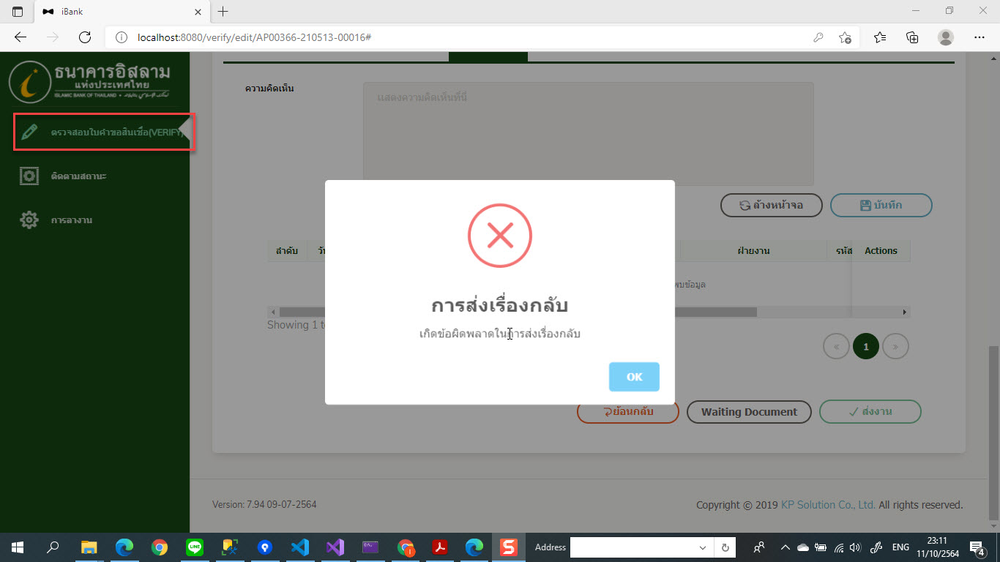 iBank
localhost:8080/verify/edit/AP00366-210513-00016#
ธนาคารอิสลาม
แห่งประเทศไทย
ISLAMIC BANK OF THAILAND
ตรวจสอบใบคำขอสินเชื่อ(VERIFY)
ติดตามสถานะ
การลางาน
ความคิดเห็น
แสดงความคิดเห็นที่นี่
ล้างหน้าจอ
บันทึก
ลำดับ
ฝ่ายงาน
รหัส
Actions
พบข้อมูล
Showing 1
การส่งเรื่องกลับ
เกิดข้อผิดพลาดในการส่งเรื่องกลับ
OK
«
1
»
ย้อนกลับ
Waiting Document
ส่งงาน
Version: 7.94 09-07-2564
Copyright © 2019 KP Solution Co., Ltd. All rights reserved.
LINE
Address
ENG
23:11
11/10/2564
4